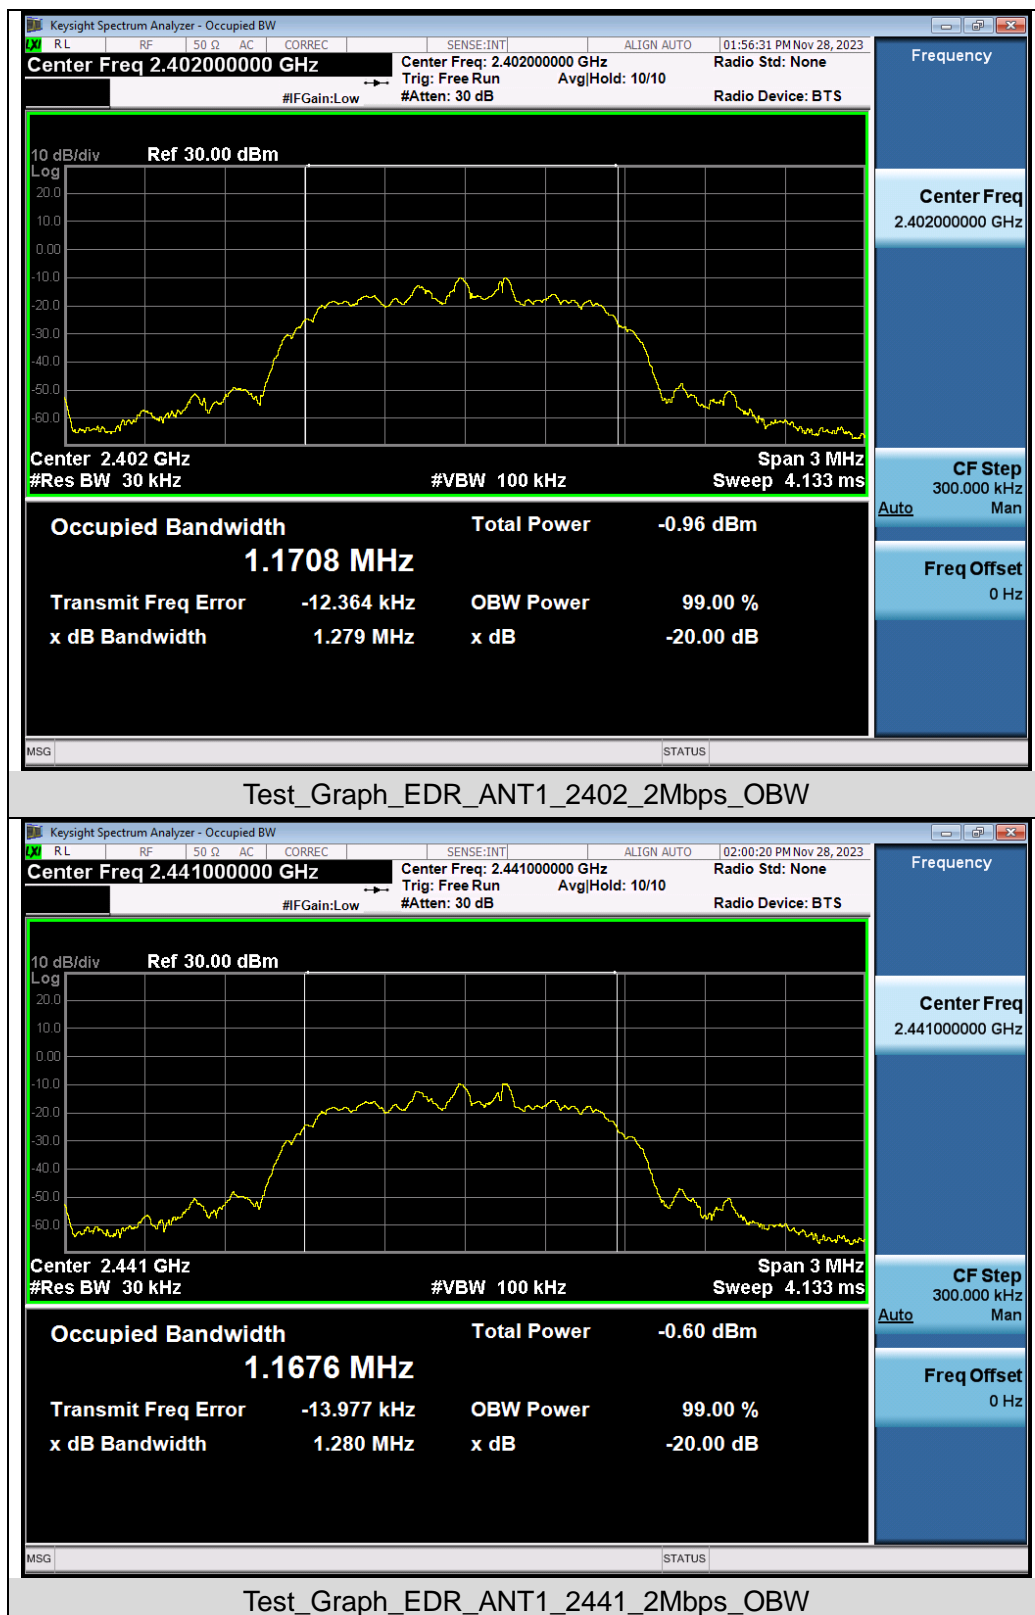 Keysight Spectrum Analyzer - Occupied BW
LXI RL RF 50 Ω AC CORREC SENSE:INT ALIGN AUTO 01:56:31 PM Nov 28, 2023
Center Freq 2.402000000 GHz Center Freq: 2.402000000 GHz Radio Std: None
Trig: Free Run Avg|Hold: 10/10
#IFGain:Low #Atten: 30 dB Radio Device: BTS
10 dB/div Ref 30.00 dBm
Log
20.0
10.0
0.00
-10.0
-20.0
-30.0
-40.0
-50.0
-60.0
Center 2.402 GHz Span 3 MHz
#Res BW 30 kHz #VBW 100 kHz Sweep 4.133 ms
Occupied Bandwidth Total Power -0.96 dBm
1.1708 MHz
Transmit Freq Error -12.364 kHz OBW Power 99.00 %
x dB Bandwidth 1.279 MHz x dB -20.00 dB
MSG STATUS
Frequency
Center Freq
2.402000000 GHz
CF Step
300.000 kHz
Auto Man
Freq Offset
0 Hz
Test_Graph_EDR_ANT1_2402_2Mbps_OBW
Keysight Spectrum Analyzer - Occupied BW
LXI RL RF 50 Ω AC CORREC SENSE:INT ALIGN AUTO 02:00:20 PM Nov 28, 2023
Center Freq 2.441000000 GHz Center Freq: 2.441000000 GHz Radio Std: None
Trig: Free Run Avg|Hold: 10/10
#IFGain:Low #Atten: 30 dB Radio Device: BTS
10 dB/div Ref 30.00 dBm
Log
20.0
10.0
0.00
-10.0
-20.0
-30.0
-40.0
-50.0
-60.0
Center 2.441 GHz Span 3 MHz
#Res BW 30 kHz #VBW 100 kHz Sweep 4.133 ms
Occupied Bandwidth Total Power -0.60 dBm
1.1676 MHz
Transmit Freq Error -13.977 kHz OBW Power 99.00 %
x dB Bandwidth 1.280 MHz x dB -20.00 dB
MSG STATUS
Frequency
Center Freq
2.441000000 GHz
CF Step
300.000 kHz
Auto Man
Freq Offset
0 Hz
Test_Graph_EDR_ANT1_2441_2Mbps_OBW